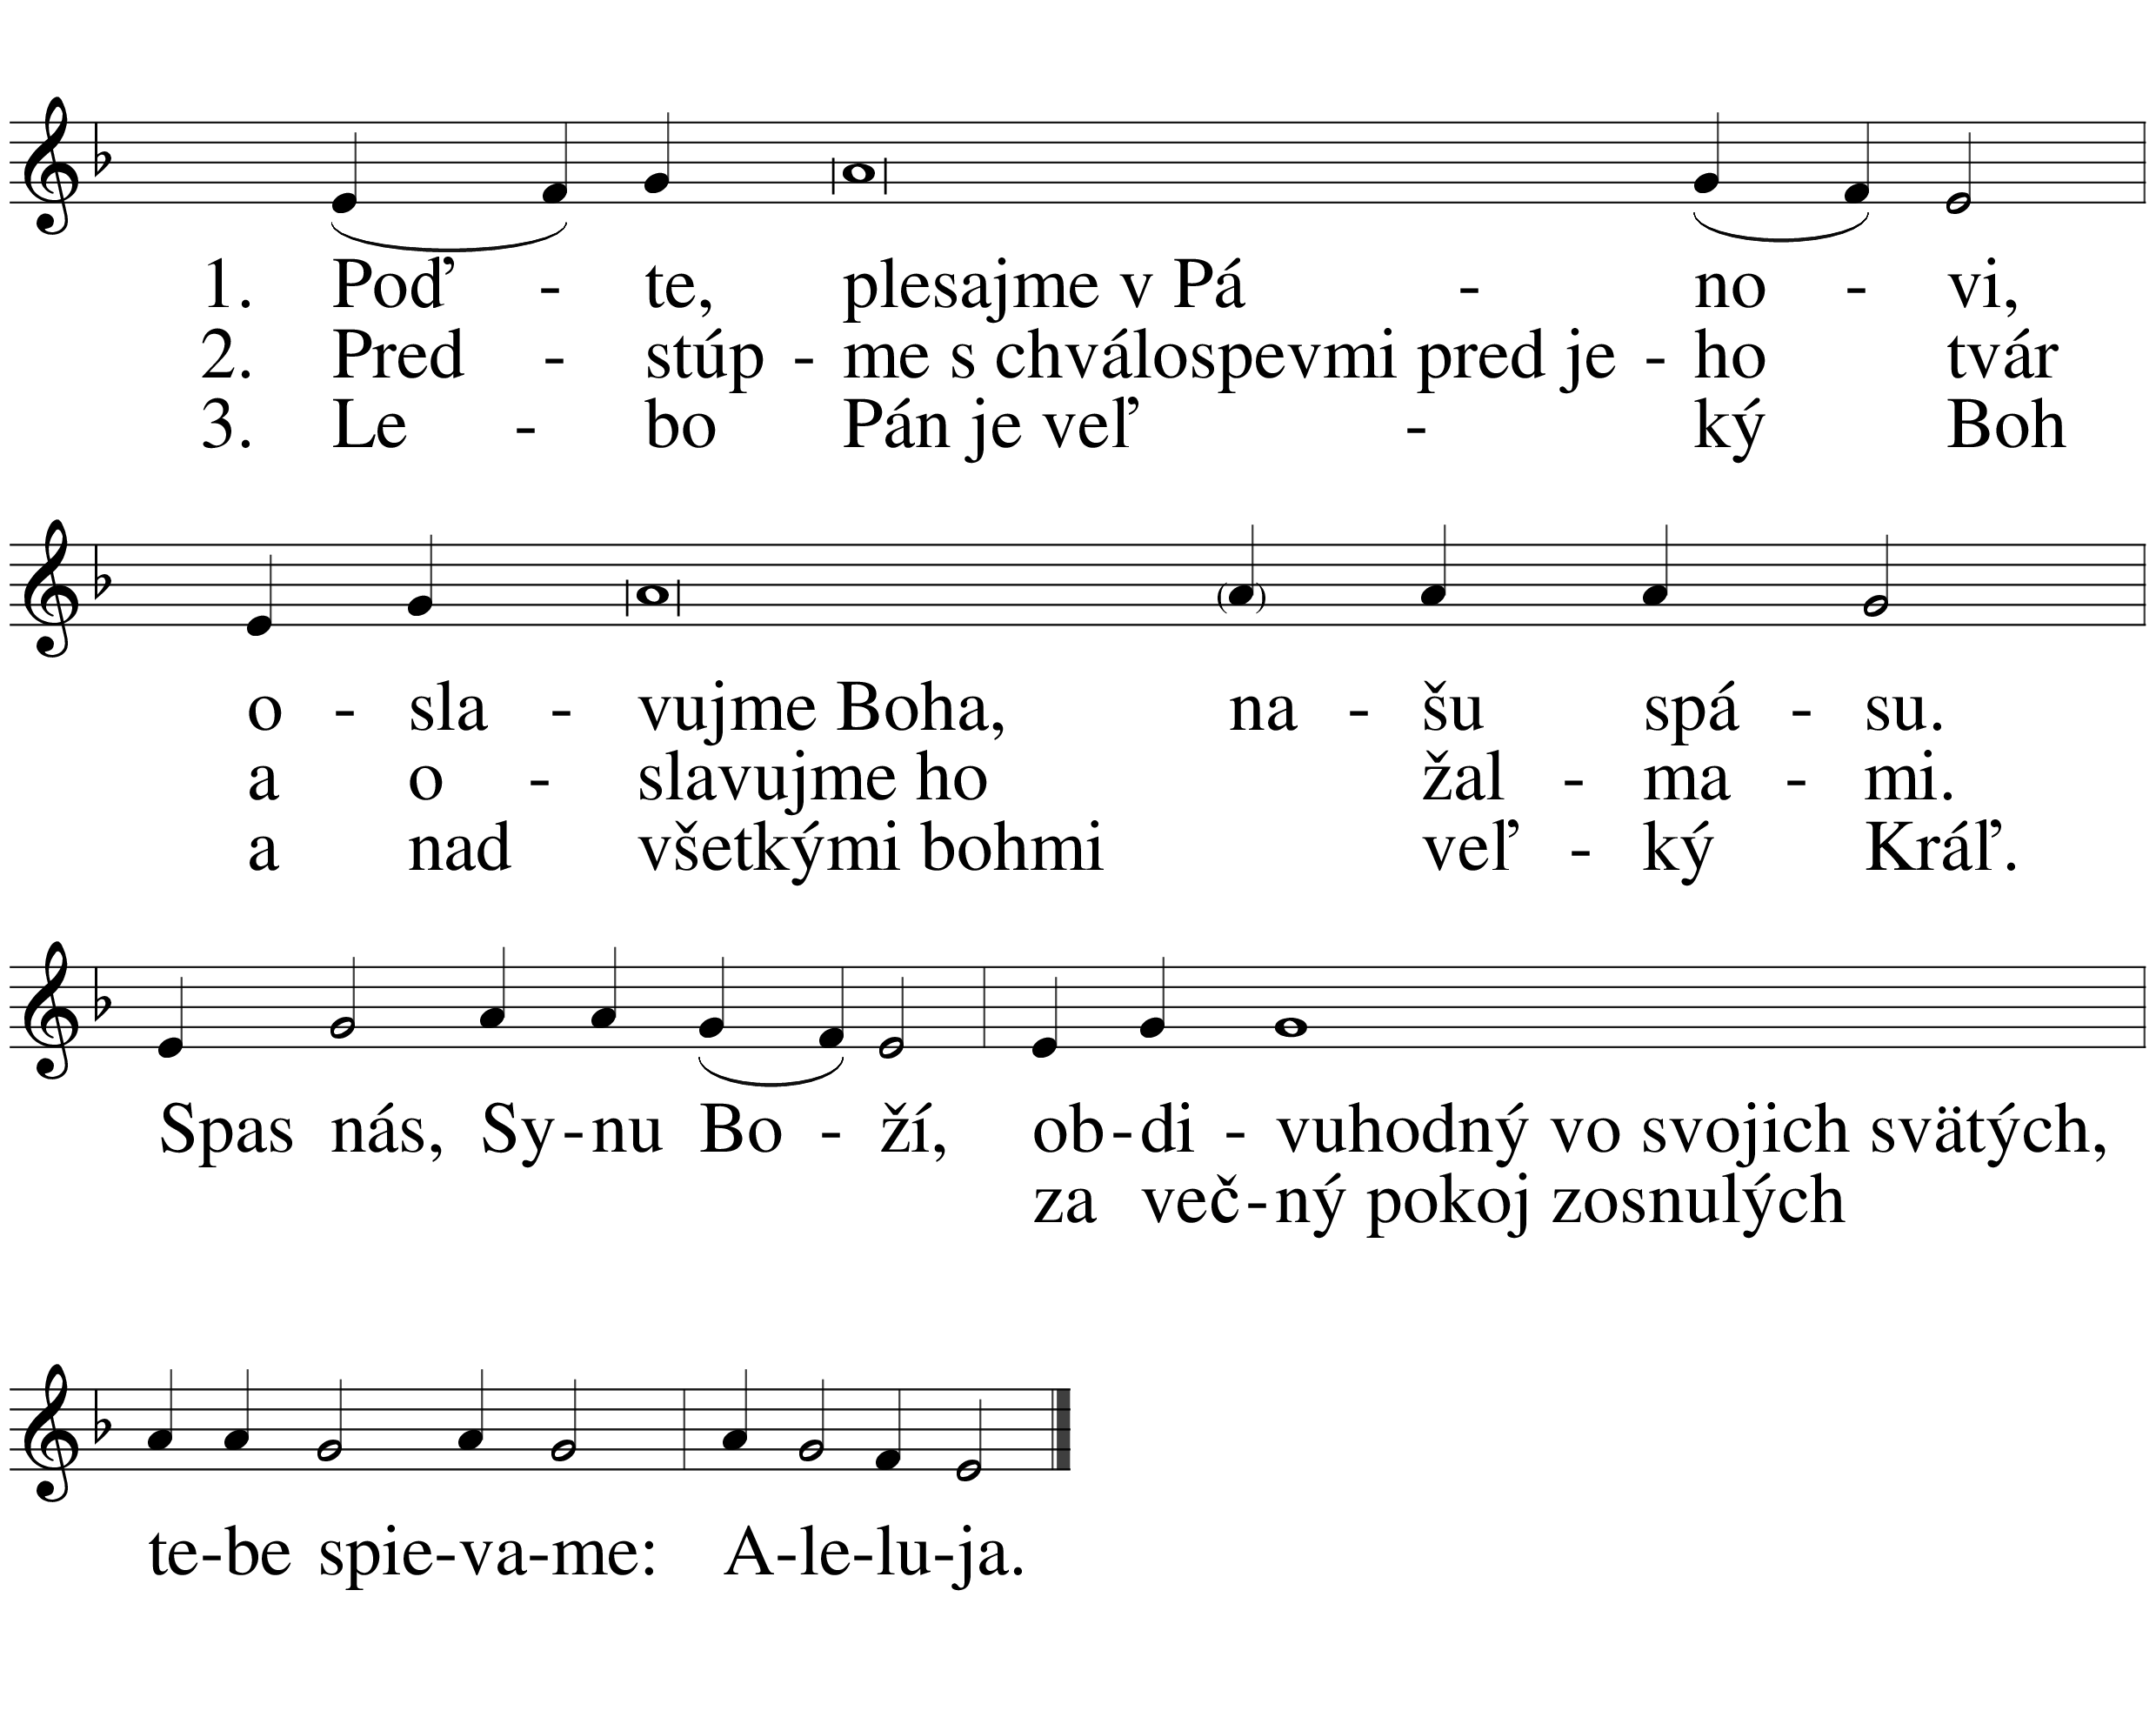 1. Poď - te, plesajme v Pá - no - vi,
2. Pred - stúp - me s chválospevmi pred je - ho tvár
3. Le - bo Pán je veľ - ký Boh
o - sla - vujme Boha, na - šu spá - su.
a o - slavujme ho žal - ma - mi.
a nad všetkými bohmi veľ - ký Kráľ.
Spas nás, Sy-nu Bo - ží, ob-di - vuhodný vo svojich svätých,
za več-ný pokoj zosnulých
te-be spie-va-me: A-le-lu-ja.